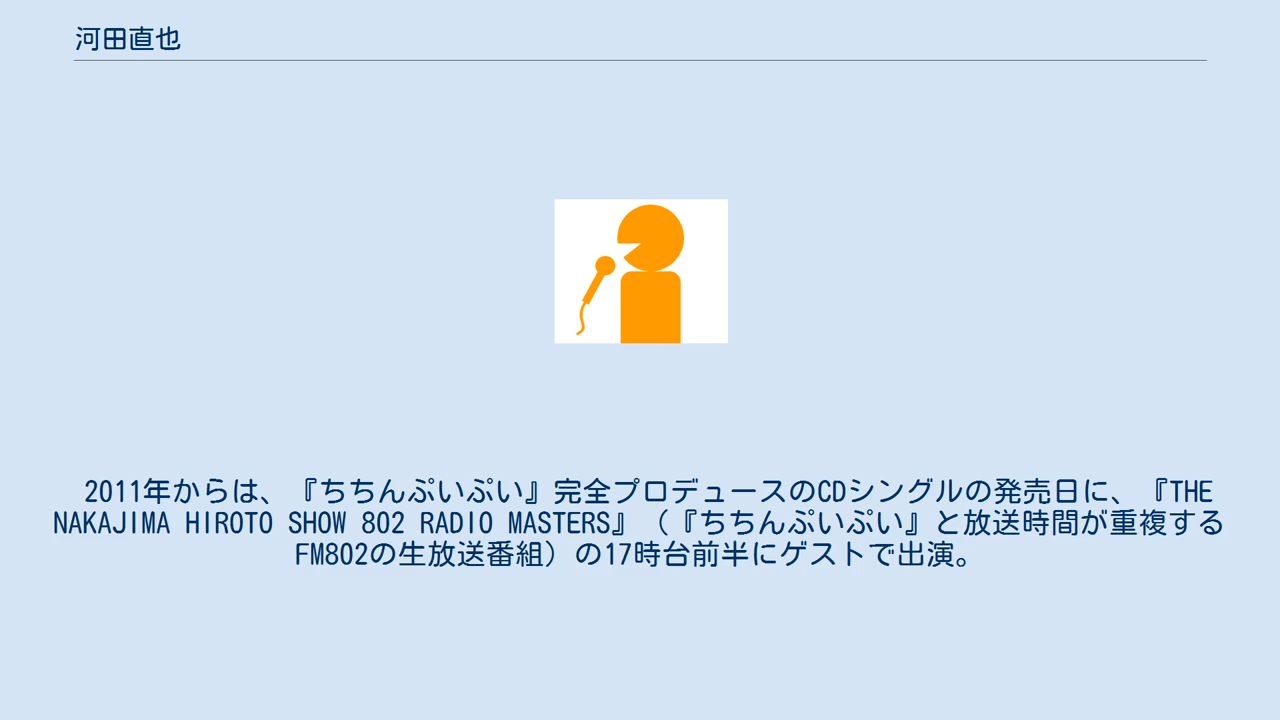 河田直也
2011年からは、『ちちんぷいぷい』完全プロデュースのCDシングルの発売日に、『THE
NAKAJIMA HIROTO SHOW 802 RADIO MASTERS』（『ちちんぷいぷい』と放送時間が重複する
FM802の生放送番組）の17時台前半にゲストで出演。